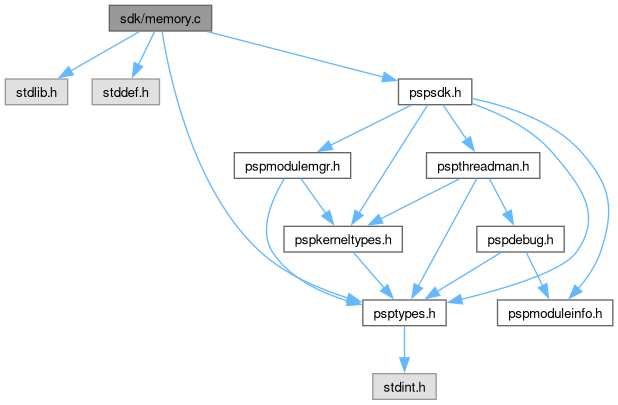 sdk/memory.c
stdlib.h
stddef.h
pspsdk.h
pspmodulemgr.h
pspthreadman.h
pspkerneltypes.h
pspdebug.h
psptypes.h
pspmoduleinfo.h
stdint.h